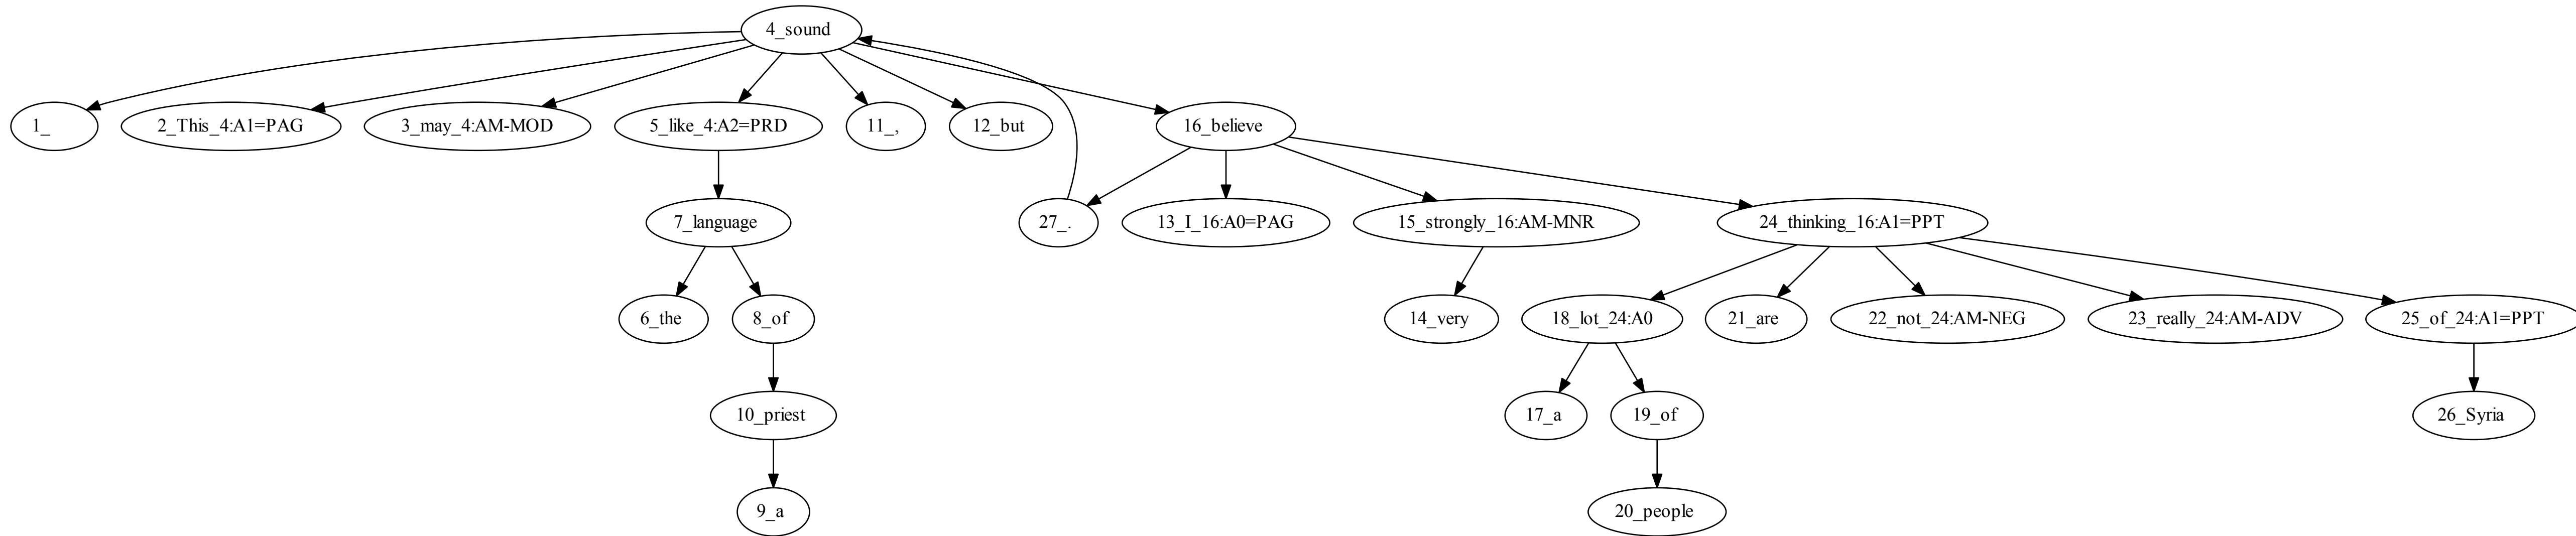 4_sound
1_
2_This_4:A1=PAG
3_may_4:AM-MOD
5_like_4:A2=PRD
11_,
12_but
16_believe
7_language
27_.
13_I_16:A0=PAG
15_strongly_16:AM-MNR
24_thinking_16:A1=PPT
6_the
8_of
14_very
18_lot_24:A0
21_are
22_not_24:AM-NEG
23_really_24:AM-ADV
25_of_24:A1=PPT
10_priest
17_a
19_of
26_Syria
9_a
20_people